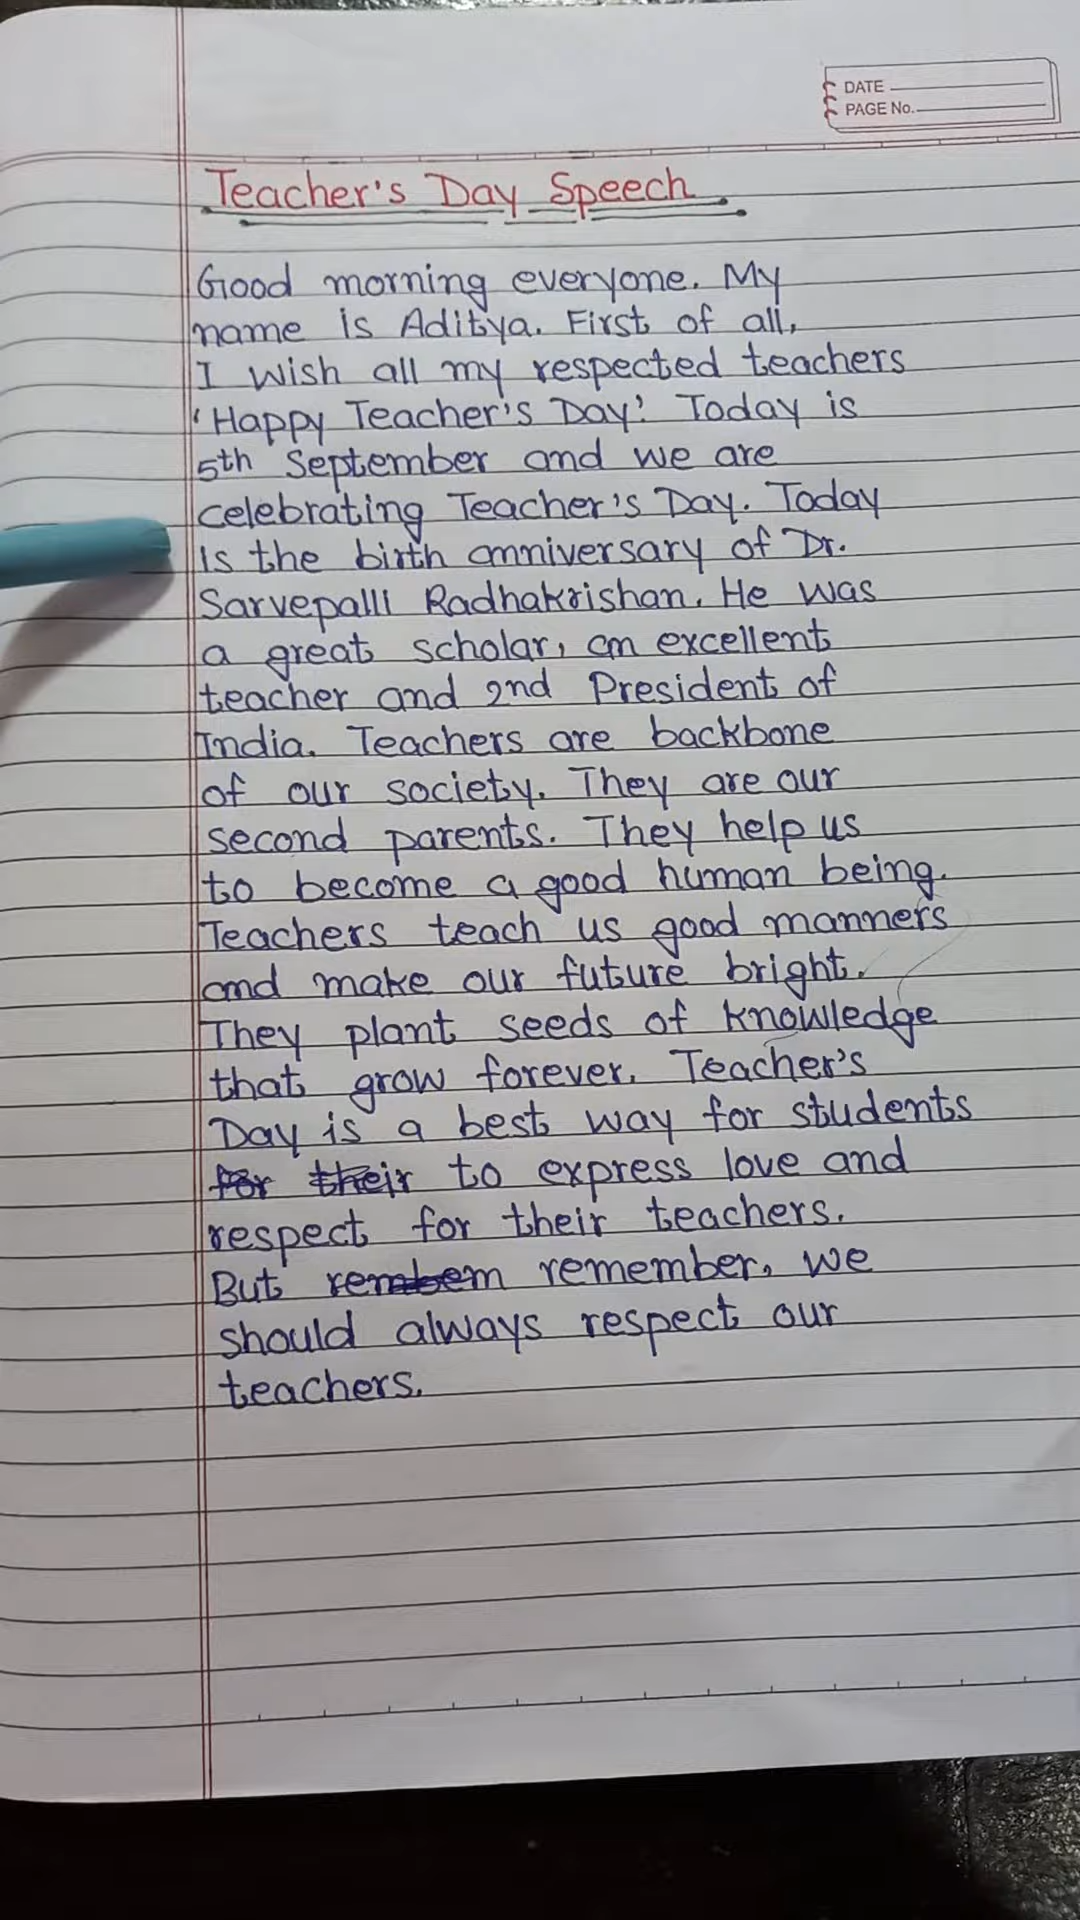 DATE
PAGE No.
Teacher's Day Speech
Good morning everyone. My
name is Aditya. First of all,
I wish all my respected teachers
'Happy Teacher's Day'. Today is
5th September and we are
celebrating Teacher's Day. Today
is the birth anniversary of Dr.
Sarvepalli Radhakrishan. He was
a great scholar, an excellent
teacher and 2nd President of
India. Teachers are backbone
of our society. They are our
second parents. They help us
to become a good human being.
Teachers teach us good manners
and make our future bright.
They plant seeds of knowledge
that grow forever. Teacher's
Day is a best way for students
for their to express love and
respect for their teachers.
But remem remember, we
should always respect our
teachers.